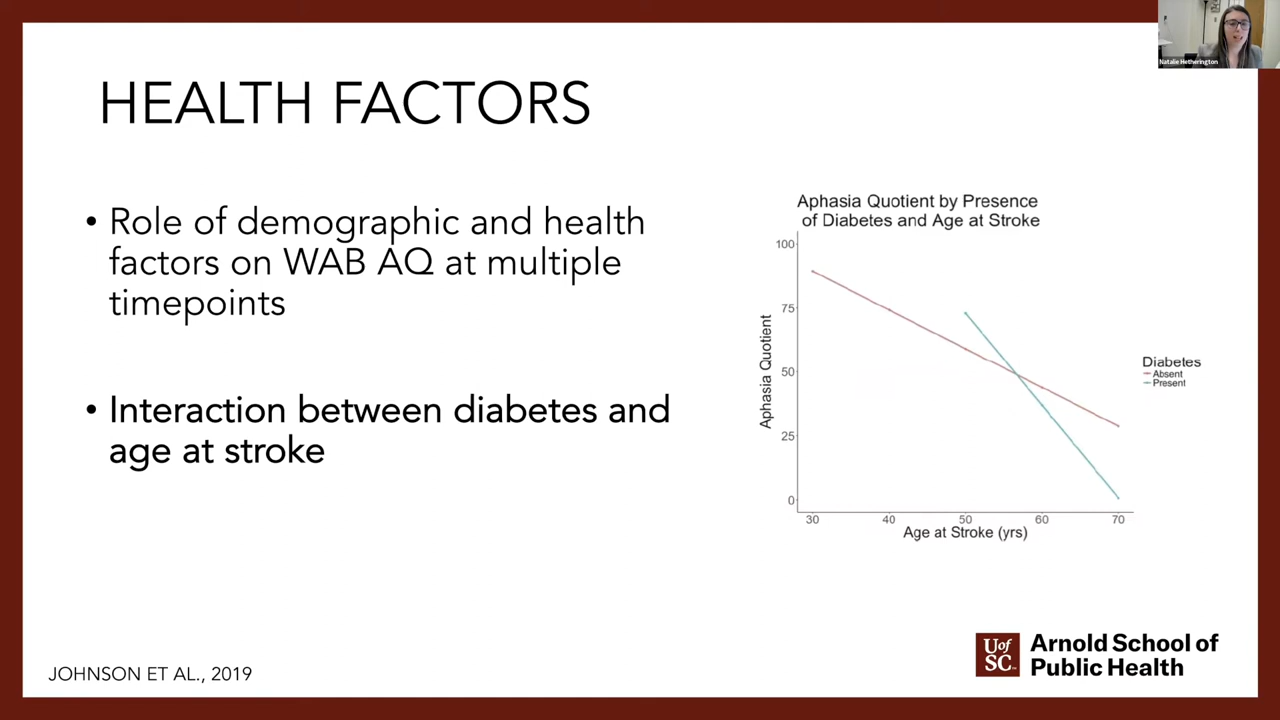 Natalie Hetherington
HEALTH FACTORS
• Role of demographic and health
factors on WAB AQ at multiple
timepoints
• Interaction between diabetes and
age at stroke
Aphasia Quotient by Presence
of Diabetes and Age at Stroke
Aphasia Quotient
100
75
50
25
0
30 40 50 60 70
Age at Stroke (yrs)
Diabetes
Absent
Present
JOHNSON ET AL., 2019
UofSC
Arnold School of
Public Health